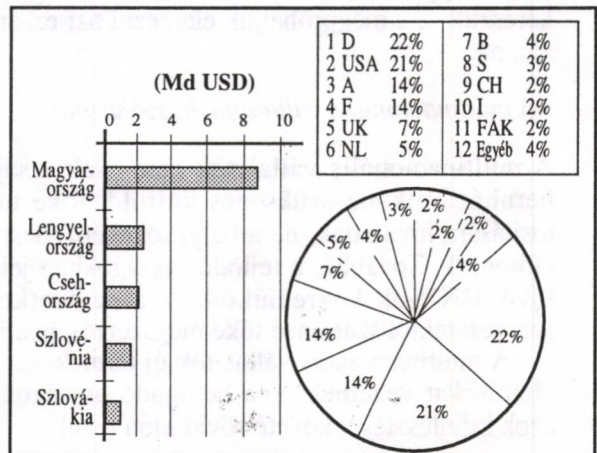 (Md USD)
0 2 4 6 8 10
Magyar-
ország
Lengyel-
ország
Cseh-
ország
Szlové-
nia
Szlová-
kia
1 D 22%
2 USA 21%
3 A 14%
4 F 14%
5 UK 7%
6 NL 5%
7 B 4%
8 S 3%
9 CH 2%
10 I 2%
11 FÁK 2%
12 Egyéb 4%
3% 2% 2%
5% 4% 2% 4%
7%
14% 22%
14%
21%